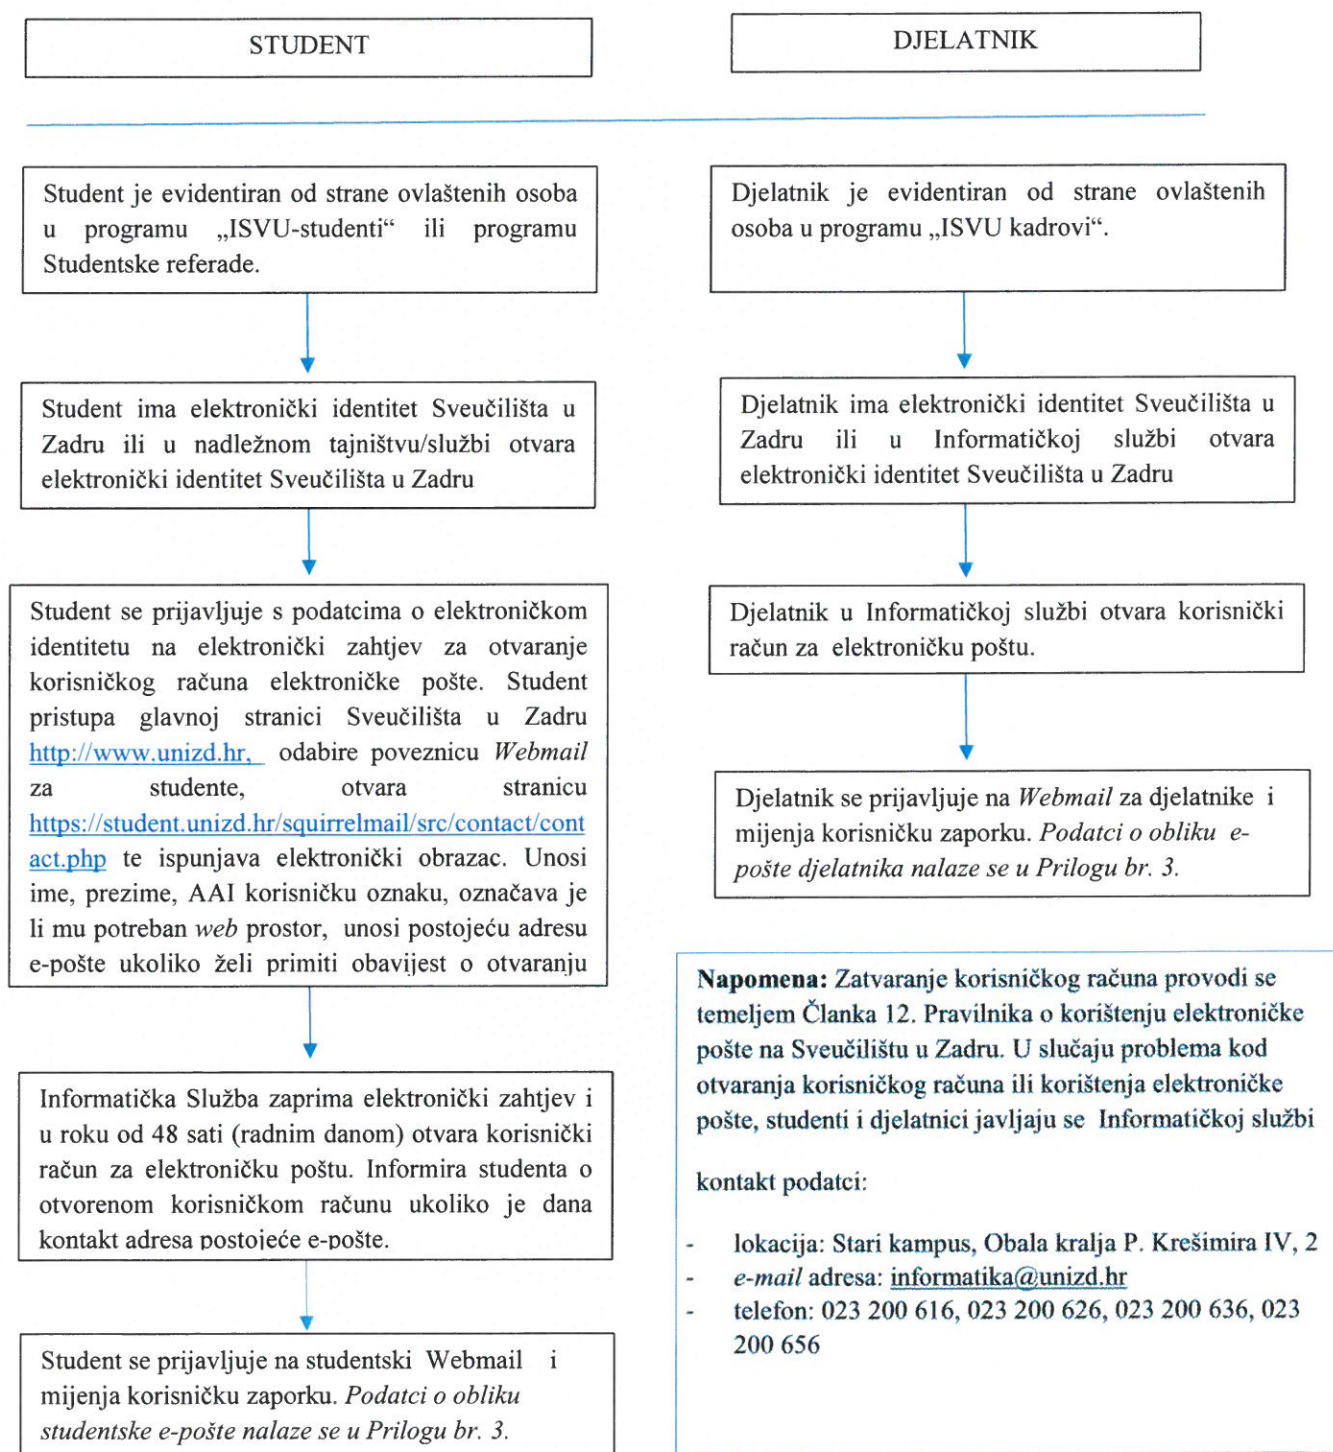 STUDENT
Student je evidentiran od strane ovlaštenih osoba
u programu „ISVU-studenti“ ili programu
Studentske referade.
Student ima elektronički identitet Sveučilišta u
Zadru ili u nadležnom tajništvu/službi otvara
elektronički identitet Sveučilišta u Zadru
Student se prijavljuje s podatcima o elektroničkom
identitetu na elektronički zahtjev za otvaranje
korisničkog računa elektroničke pošte. Student
pristupa glavnoj stranici Sveučilišta u Zadru
http://www.unizd.hr, odabire poveznicu Webmail
za studente, otvara stranicu
https://student.unizd.hr/squirrelmail/src/contact/cont
act.php te ispunjava elektronički obrazac. Unosi
ime, prezime, AAI korisničku oznaku, označava je
li mu potreban web prostor, unosi postojeću adresu
e-pošte ukoliko želi primiti obavijest o otvaranju
Informatička Služba zaprima elektronički zahtjev i
u roku od 48 sati (radnim danom) otvara korisnički
račun za elektroničku poštu. Informira studenta o
otvorenom korisničkom računu ukoliko je dana
kontakt adresa postojeće e-pošte.
Student se prijavljuje na studentski Webmail i
mijenja korisničku zaporku. Podatci o obliku
studentske e-pošte nalaze se u Prilogu br. 3.
DJELATNIK
Djelatnik je evidentiran od strane ovlaštenih
osoba u programu „ISVU kadrovi“.
Djelatnik ima elektronički identitet Sveučilišta u
Zadru ili u Informatičkoj službi otvara
elektronički identitet Sveučilišta u Zadru
Djelatnik u Informatičkoj službi otvara korisnički
račun za elektroničku poštu.
Djelatnik se prijavljuje na Webmail za djelatnike i
mijenja korisničku zaporku. Podatci o obliku e-
pošte djelatnika nalaze se u Prilogu br. 3.
Napomena: Zatvaranje korisničkog računa provodi se
temeljem Članka 12. Pravilnika o korištenju elektroničke
pošte na Sveučilištu u Zadru. U slučaju problema kod
otvaranja korisničkog računa ili korištenja elektroničke
pošte, studenti i djelatnici javljaju se Informatičkoj službi
kontakt podatci:
- lokacija: Stari kampus, Obala kralja P. Krešimira IV, 2
- e-mail adresa: informatika@unizd.hr
- telefon: 023 200 616, 023 200 626, 023 200 636, 023
200 656